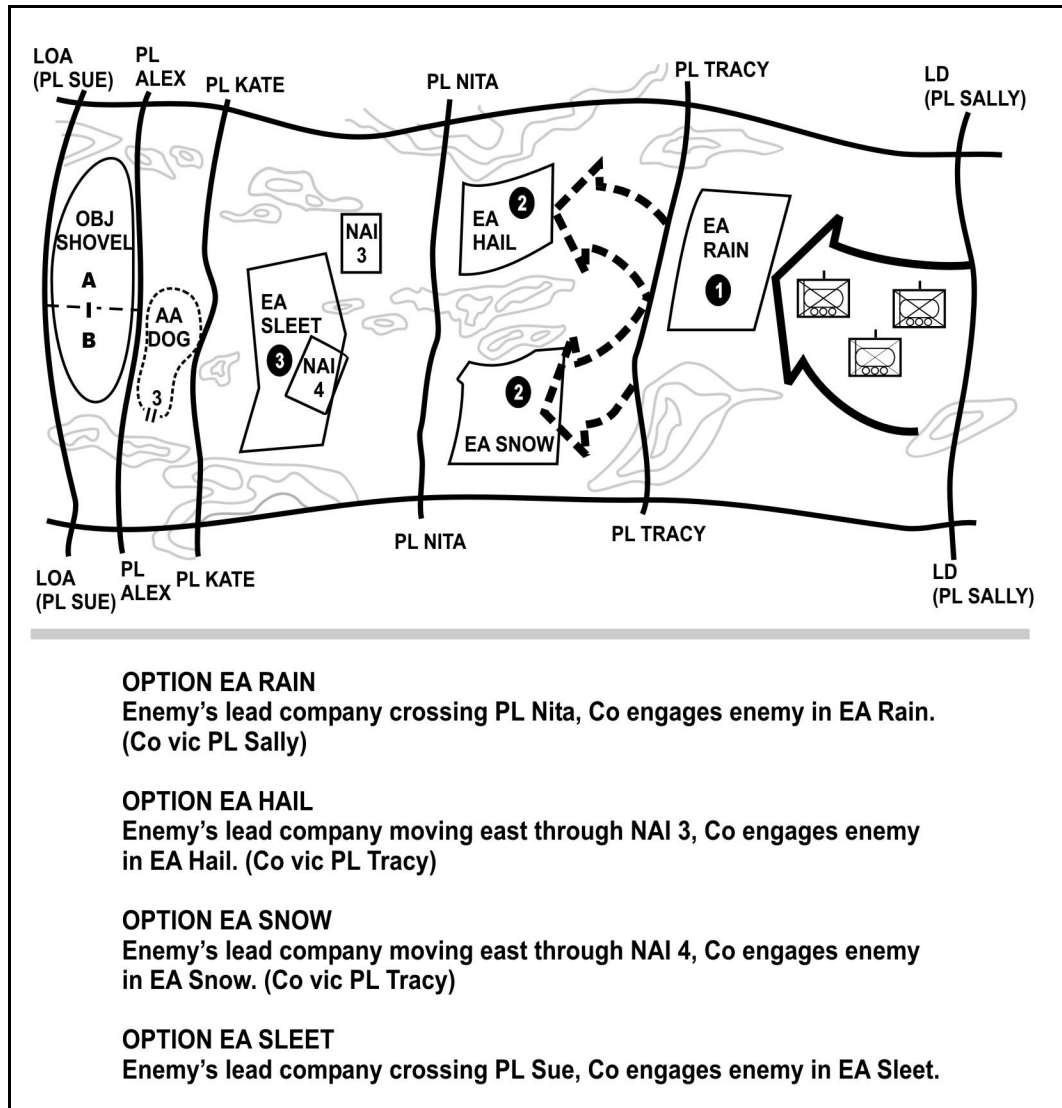 LOA
(PL SUE)
PL
ALEX
PL KATE
PL NITA
PL TRACY
LD
(PL SALLY)
OBJ
SHOVEL
A
I
B
AA
DOG
3
NAI
3
EA
SLEET
3
NAI
4
EA
HAIL
2
EA SNOW
2
EA
RAIN
1
LOA
(PL SUE)
PL
ALEX
PL KATE
PL NITA
PL TRACY
LD
(PL SALLY)
OPTION EA RAIN
Enemy’s lead company crossing PL Nita, Co engages enemy in EA Rain.
(Co vic PL Sally)
OPTION EA HAIL
Enemy’s lead company moving east through NAI 3, Co engages enemy
in EA Hail. (Co vic PL Tracy)
OPTION EA SNOW
Enemy’s lead company moving east through NAI 4, Co engages enemy
in EA Snow. (Co vic PL Tracy)
OPTION EA SLEET
Enemy’s lead company crossing PL Sue, Co engages enemy in EA Sleet.